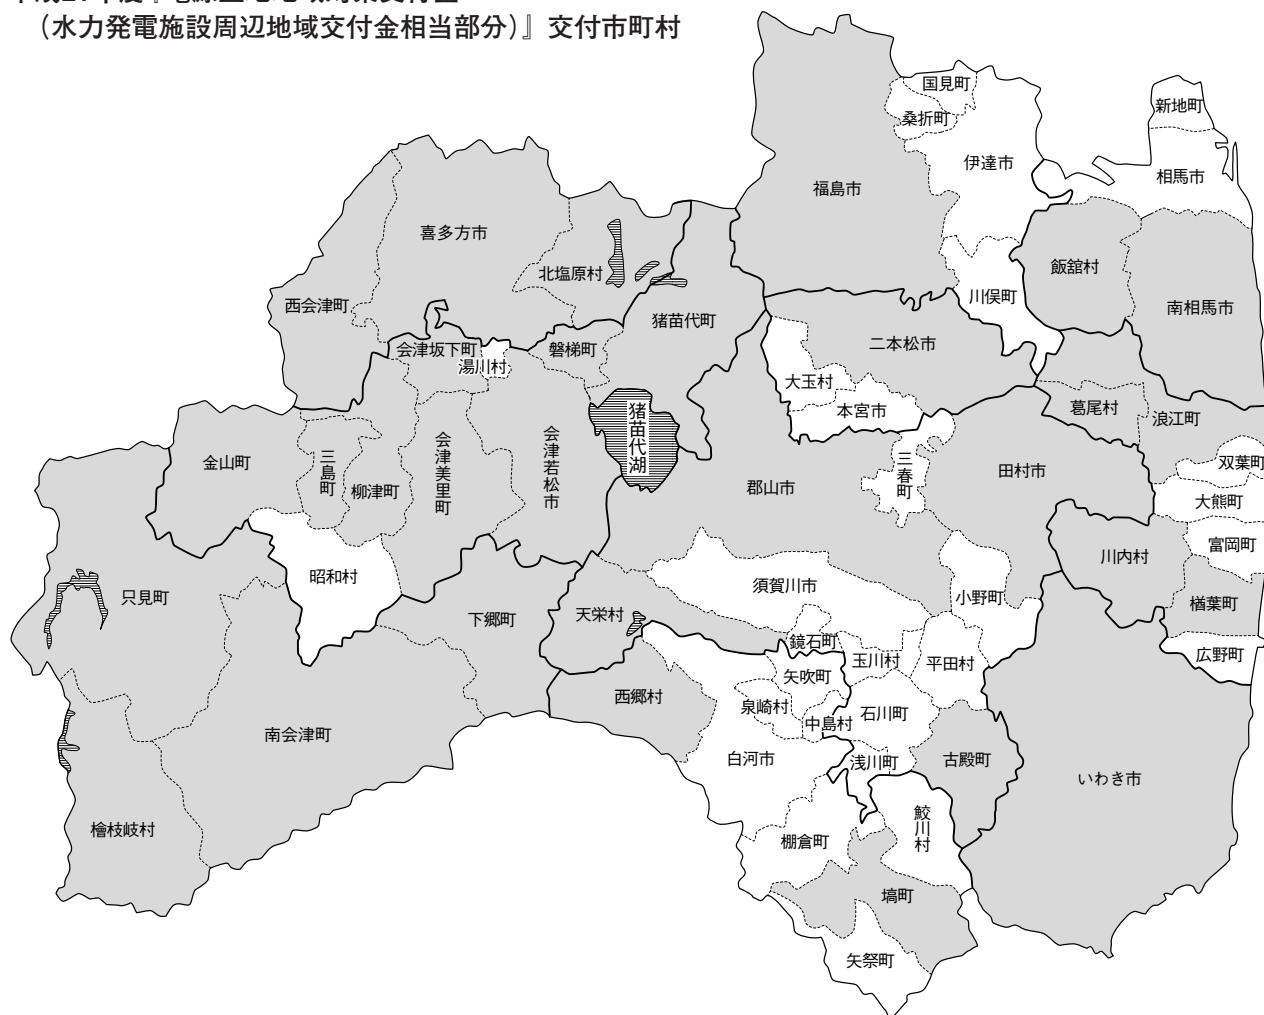 （水力発電施設周辺地域交付金相当部分）』交付市町村
国見町
新地町
桑折町
伊達市
相馬市
福島市
喜多方市
北塩原村
飯舘村
西会津町
川俣町
南相馬市
猪苗代町
二本松市
会津坂下町
磐梯町
湯川村
大玉村
本宮市
葛尾村
浪江町
猪苗代湖
会津若松市
会津美里町
三島町
柳津町
金山町
郡山市
三春町
田村市
双葉町
大熊町
富岡町
川内村
昭和村
只見町
須賀川市
小野町
楢葉町
下郷町
天栄村
鏡石町
玉川村
平田村
広野町
矢吹町
西郷村
泉崎村
中島村
石川町
南会津町
白河市
浅川町
古殿町
いわき市
檜枝岐村
棚倉町
鮫川村
塙町
矢祭町